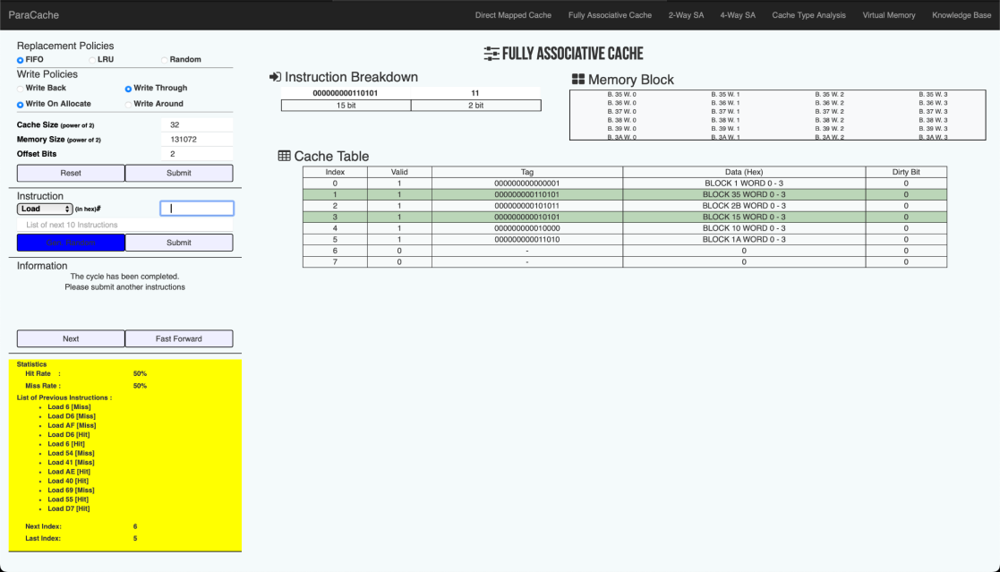 ParaCache Direct Mapped Cache Fully Associative Cache 2-Way SA 4-Way SA Cache Type Analysis Virtual Memory Knowledge Base
Replacement Policies
FIFO LRU Random
Write Policies
Write Back Write Through
Write On Allocate Write Around
Cache Size (power of 2) 32
Memory Size (power of 2) 131072
Offset Bits 2
Reset Submit
Instruction
Load (in hex)#
List of next 10 Instructions
Gen. Random Submit
Information
The cycle has been completed.
Please submit another instructions
Next Fast Forward
Statistics
Hit Rate : 50%
Miss Rate : 50%
List of Previous Instructions :
Load 6 [Miss]
Load D6 [Miss]
Load AF [Miss]
Load D6 [Hit]
Load 6 [Hit]
Load 54 [Miss]
Load 41 [Miss]
Load AE [Hit]
Load 40 [Hit]
Load 69 [Miss]
Load 55 [Hit]
Load D7 [Hit]
Next Index: 6
Last Index: 5
FULLY ASSOCIATIVE CACHE
Instruction Breakdown
000000000110101 11
15 bit 2 bit
Memory Block
B. 35 W. 0 B. 35 W. 1 B. 35 W. 2 B. 35 W. 3
B. 36 W. 0 B. 36 W. 1 B. 36 W. 2 B. 36 W. 3
B. 37 W. 0 B. 37 W. 1 B. 37 W. 2 B. 37 W. 3
B. 38 W. 0 B. 38 W. 1 B. 38 W. 2 B. 38 W. 3
B. 39 W. 0 B. 39 W. 1 B. 39 W. 2 B. 39 W. 3
B. 3A W. 0 B. 3A W. 1 B. 3A W. 2 B. 3A W. 3
Cache Table
Index Valid Tag Data (Hex) Dirty Bit
0 1 000000000000001 BLOCK 1 WORD 0 - 3 0
1 1 000000000110101 BLOCK 35 WORD 0 - 3 0
2 1 000000000101011 BLOCK 2B WORD 0 - 3 0
3 1 000000000010101 BLOCK 15 WORD 0 - 3 0
4 1 000000000010000 BLOCK 10 WORD 0 - 3 0
5 1 000000000011010 BLOCK 1A WORD 0 - 3 0
6 0 - 0 0
7 0 - 0 0